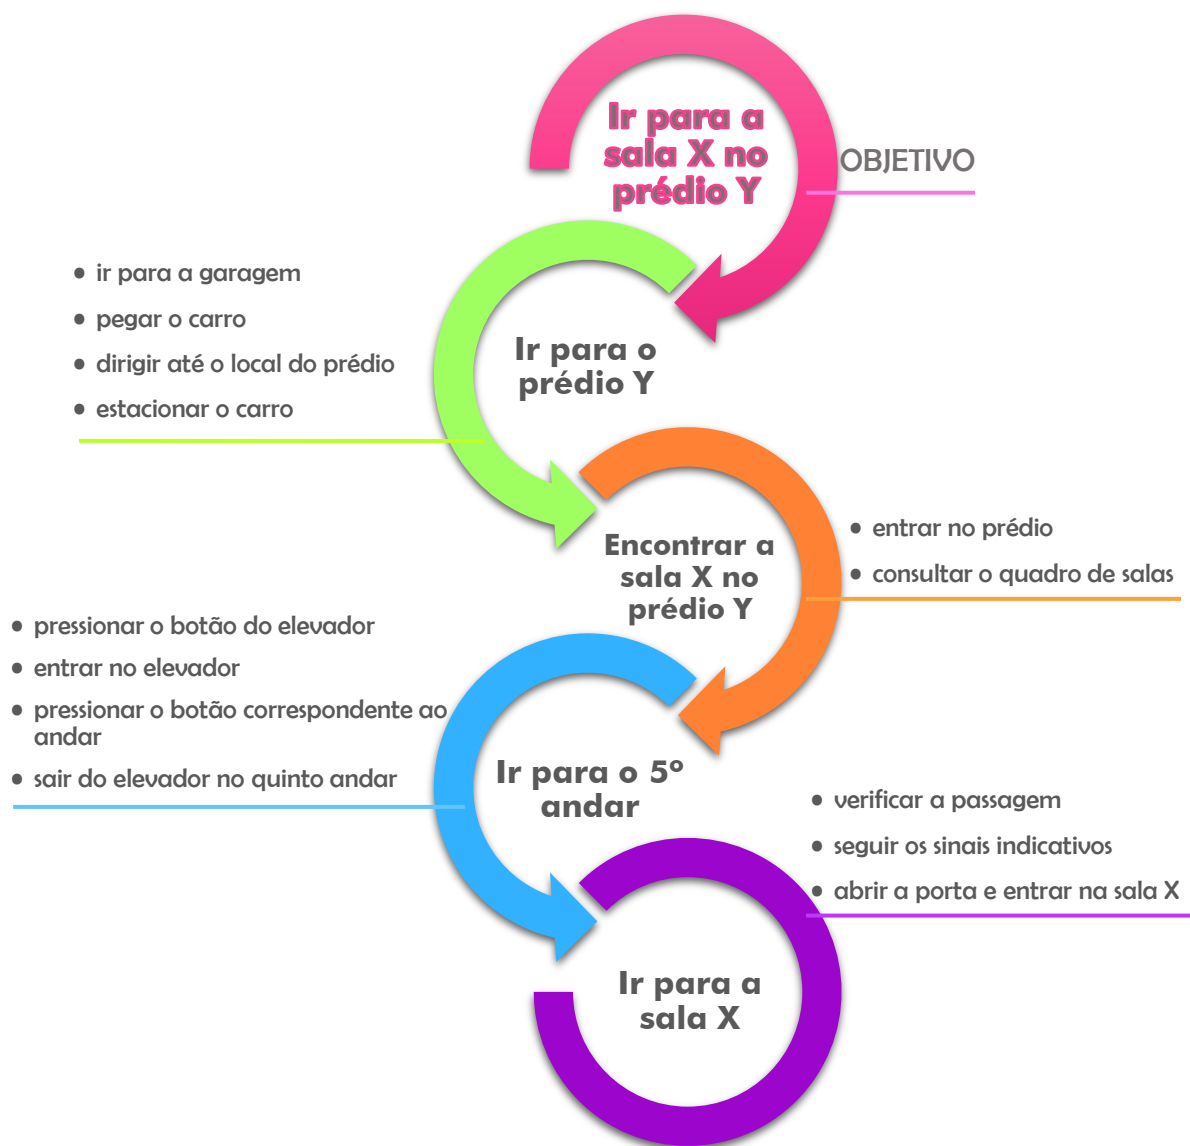 Ir para a
sala X no
prédio Y
OBJETIVO
• ir para a garagem
• pegar o carro
• dirigir até o local do prédio
• estacionar o carro
Ir para o
prédio Y
Encontrar a
sala X no
prédio Y
• entrar no prédio
• consultar o quadro de salas
• pressionar o botão do elevador
• entrar no elevador
• pressionar o botão correspondente ao
andar
• sair do elevador no quinto andar
Ir para o 5º
andar
• verificar a passagem
• seguir os sinais indicativos
• abrir a porta e entrar na sala X
Ir para a
sala X